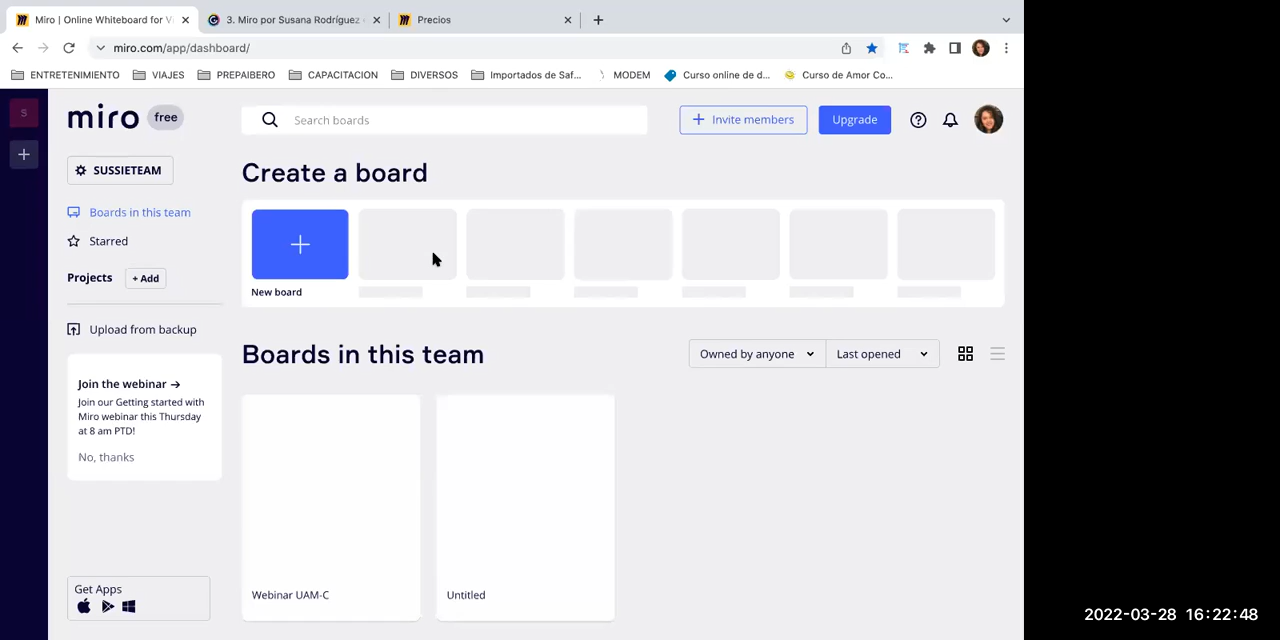 Miro | Online Whiteboard for Vi
3. Miro por Susana Rodríguez
Precios
miro.com/app/dashboard/
ENTRETENIMIENTO
VIAJES
PREPAIBERO
CAPACITACION
DIVERSOS
Importados de Saf...
MODEM
Curso online de d...
Curso de Amor Co...
S
miro
free
Search boards
+ Invite members
Upgrade
SUSSIETEAM
Create a board
Boards in this team
Starred
Projects
+ Add
New board
Upload from backup
Boards in this team
Owned by anyone
Last opened
Join the webinar →
Join our Getting started with
Miro webinar this Thursday
at 8 am PTD!
No, thanks
Webinar UAM-C
Untitled
Get Apps
2022-03-28 16:22:48